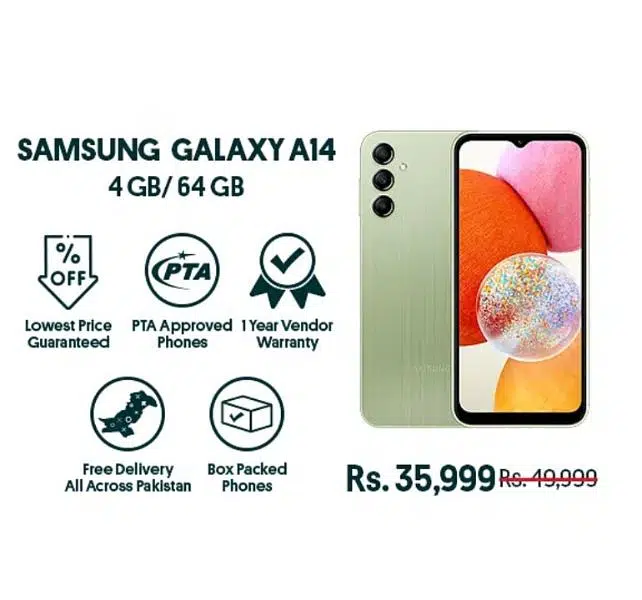 SAMSUNG GALAXY A14
4 GB/ 64 GB
%
OFF
PTA
Lowest Price
Guaranteed
PTA Approved
Phones
1 Year Vendor
Warranty
Free Delivery
All Across Pakistan
Box Packed
Phones
SAMSUNG
Rs. 35,999 Rs. 49,999